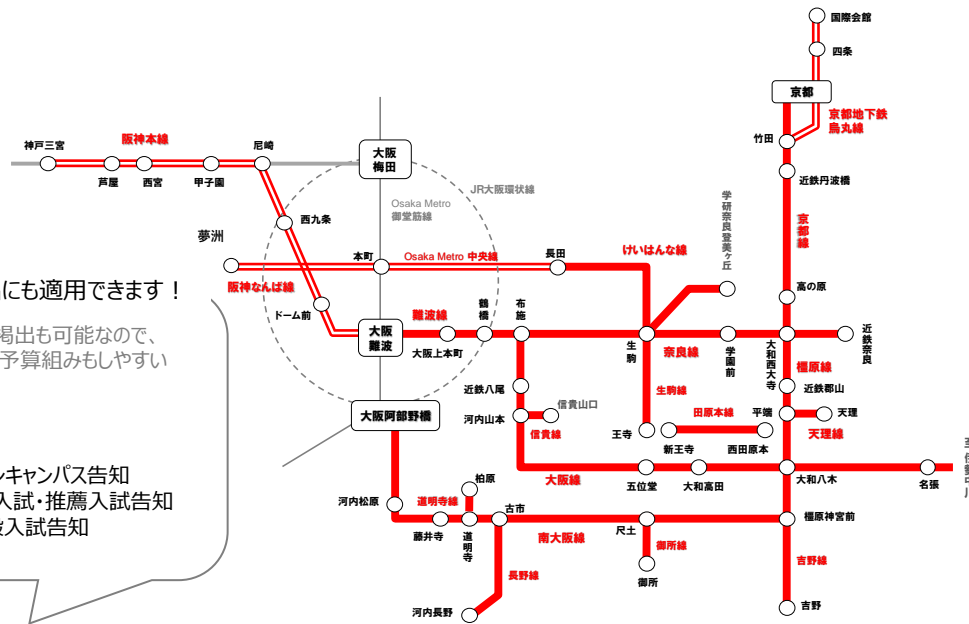 国際会館
四条
京都
京都地下鉄
烏丸線
竹田
近鉄丹波橋
京都線
高の原
阪神本線
神戸三宮
芦屋
西宮
甲子園
尼崎
大阪
梅田
JR大阪環状線
Osaka Metro
御堂筋線
西九条
夢洲
本町
Osaka Metro 中央線
長田
けいはんな線
学研奈良登美ヶ丘
阪神なんば線
ドーム前
大阪
難波
難波線
大阪上本町
鶴橋
布施
生駒
奈良線
学園前
大和西大寺
近鉄奈良
橿原線
近鉄郡山
生駒線
近鉄八尾
河内山本
信貴山口
信貴線
王寺
田原本線
新王寺
西田原本
平端
天理
天理線
大阪阿部野橋
大阪線
五位堂
大和高田
大和八木
名張
河内松原
道明寺線
柏原
藤井寺
道明寺
古市
南大阪線
尺土
御所線
御所
橿原神宮前
吉野線
吉野
長野線
河内長野
にも適用できます！
掲出も可能なので、
予算組みもしやすい
ンキャンパス告知
入試・推薦入試告知
入試告知